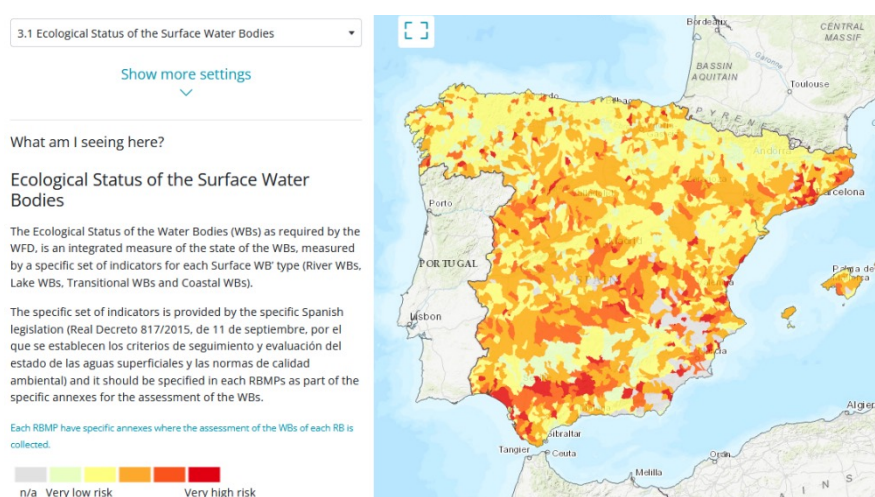 3.1 Ecological Status of the Surface Water Bodies
Show more settings
What am I seeing here?
Ecological Status of the Surface Water
Bodies
The Ecological Status of the Water Bodies (WBs) as required by the
WFD, is an integrated measure of the state of the WBs, measured
by a specific set of indicators for each Surface WB' type (River WBs,
Lake WBs, Transitional WBs and Coastal WBs).
The specific set of indicators is provided by the specific Spanish
legislation (Real Decreto 817/2015, de 11 de septiembre, por el
que se establecen los criterios de seguimiento y evaluación del
estado de las aguas superficiales y las normas de calidad
ambiental) and it should be specified in each RBMPs as part of the
specific annexes for the assessment of the WBs.
Each RBMP have specific annexes where the assessment of the WBs of each RB is
collected.
n/a Very low risk Very high risk
Bordeaux
CENTRAL
MASSIF
Garonne
BASSIN
AQUITAIN
Toulouse
PYRENE
Andorra
Barcelona
Porto
PORTUGAL
Palma de
Lisbon
Gibraltar
Tangier
Ceuta
Algier
Oran
Melilla